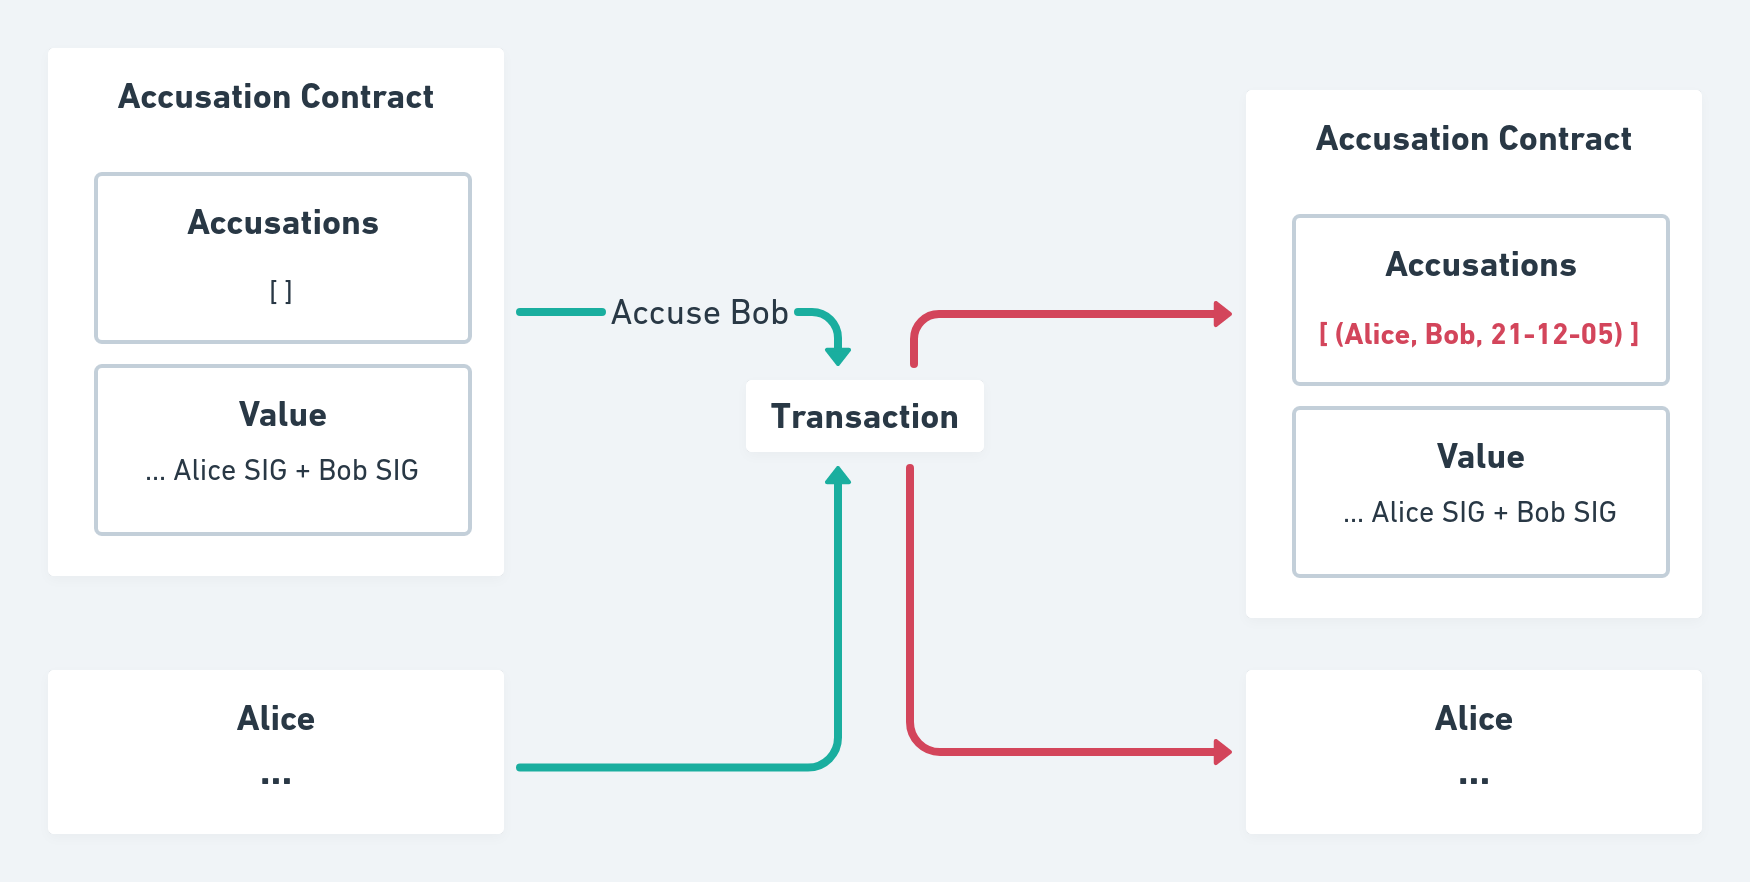 Accusation Contract
Accusations
[ ]
Value
... Alice SIG + Bob SIG
Alice
...
Accuse Bob
Transaction
Accusation Contract
Accusations
[ (Alice, Bob, 21-12-05) ]
Value
... Alice SIG + Bob SIG
Alice
...